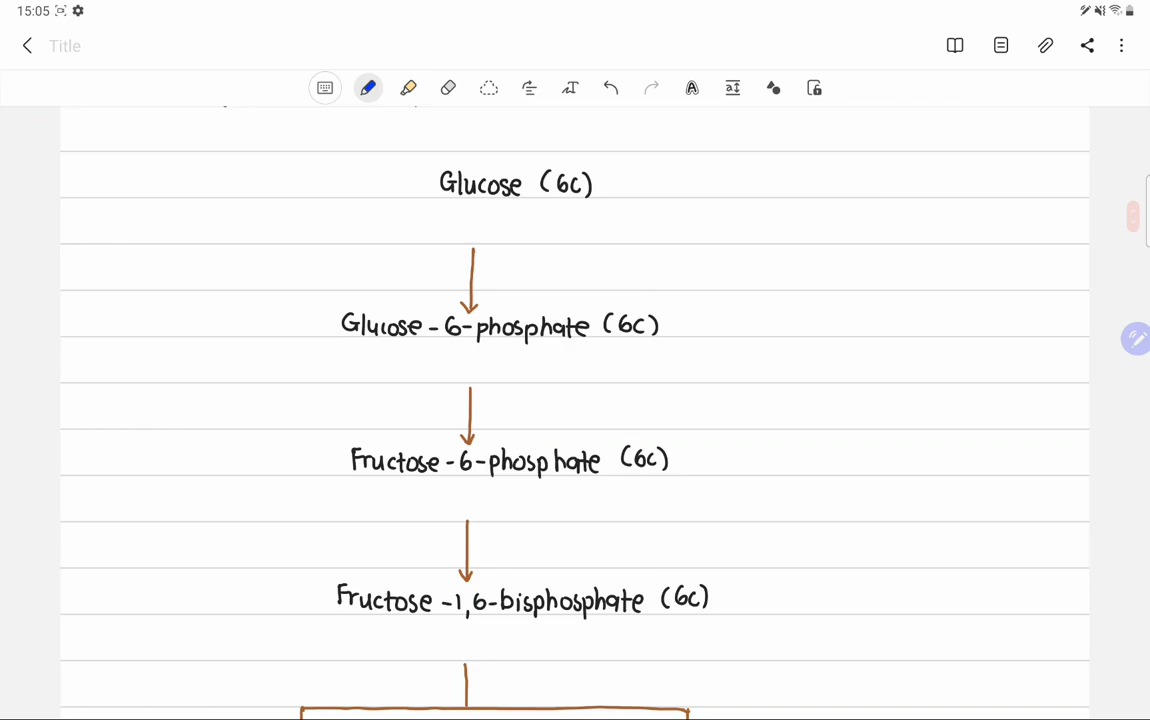 15:05
Title
Glucose (6c)
Glucose-6-phosphate (6c)
Fructose-6-phosphate (6c)
Fructose-1,6-bisphosphate (6c)